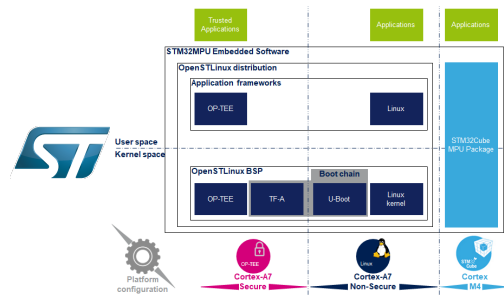 Trusted
Applications
Applications
Applications
STM32MPU Embedded Software
OpenSTLinux distribution
Application frameworks
OP-TEE
Linux
STM32Cube
MPU Package
ST
User space
Kernel space
OpenSTLinux BSP
Boot chain
OP-TEE
TF-A
U-Boot
Linux
kernel
Platform
configuration
OP-TEE
Cortex-A7
Secure
Linux
Cortex-A7
Non-Secure
STM32
Cube
Cortex
M4